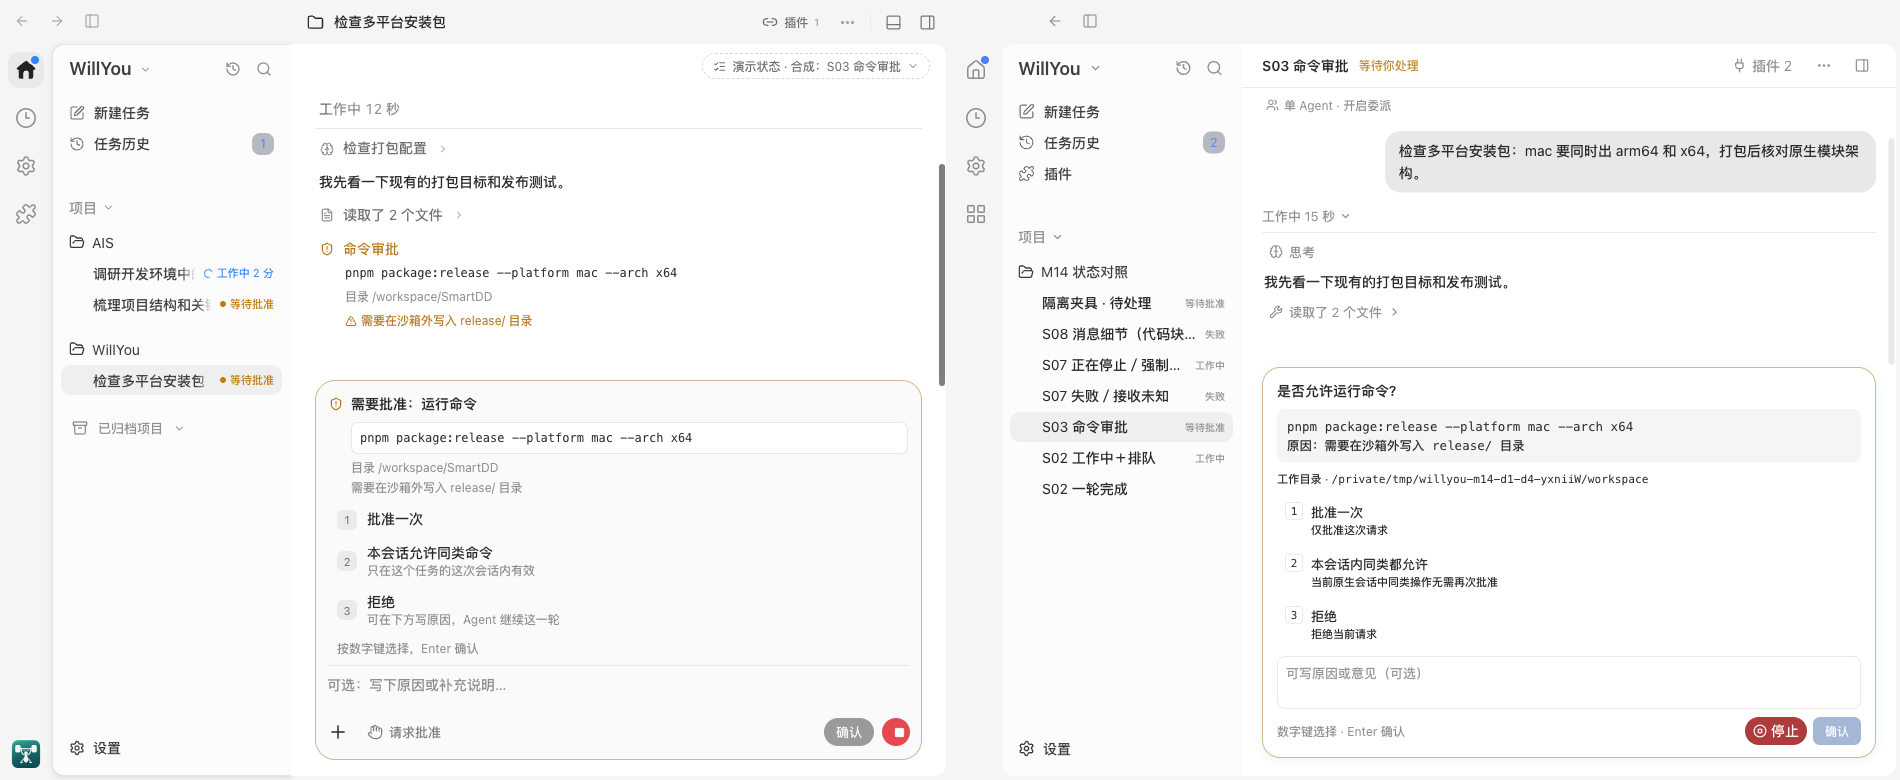 检查多平台安装包
插件 1
WillYou
新建任务
任务历史
1
项目
AIS
调研开发环境中
工作中 2 分
梳理项目结构和关
等待批准
WillYou
检查多平台安装包
等待批准
已归档项目
设置
演示状态 · 合成：S03 命令审批
工作中 12 秒
检查打包配置
我先看一下现有的打包目标和发布测试。
读取了 2 个文件
命令审批
pnpm package:release --platform mac --arch x64
目录 /workspace/SmartDD
需要在沙箱外写入 release/ 目录
需要批准：运行命令
pnpm package:release --platform mac --arch x64
目录 /workspace/SmartDD
需要在沙箱外写入 release/ 目录
1 批准一次
2 本会话允许同类命令
只在这个任务的这次会话内有效
3 拒绝
可在下方写原因，Agent 继续这一轮
按数字键选择，Enter 确认
可选：写下原因或补充说明...
请求批准
确认
WillYou
新建任务
任务历史
2
插件
项目
M14 状态对照
隔离夹具 · 待处理 等待批准
S08 消息细节（代码块... 失败
S07 正在停止 / 强制... 工作中
S07 失败 / 接收未知 失败
S03 命令审批 等待批准
S02 工作中＋排队 工作中
S02 一轮完成
设置
S03 命令审批 等待你处理
插件 2
单 Agent · 开启委派
检查多平台安装包：mac 要同时出 arm64 和 x64，打包后核对原生模块架
构。
工作中 15 秒
思考
我先看一下现有的打包目标和发布测试。
读取了 2 个文件
是否允许运行命令？
pnpm package:release --platform mac --arch x64
原因：需要在沙箱外写入 release/ 目录
工作目录 · /private/tmp/willyou-m14-d1-d4-yxniiW/workspace
1 批准一次
仅批准这次请求
2 本会话内同类都允许
当前原生会话中同类操作无需再次批准
3 拒绝
拒绝当前请求
可写原因或意见（可选）
数字键选择 · Enter 确认
停止
确认